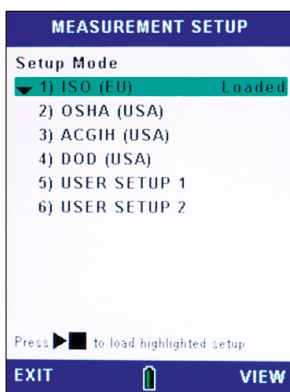 MEASUREMENT SETUP
Setup Mode
1) ISO (EU) Loaded
2) OSHA (USA)
3) ACGIH (USA)
4) DOD (USA)
5) USER SETUP 1
6) USER SETUP 2
Press ▶■ to load highlighted setup
EXIT VIEW